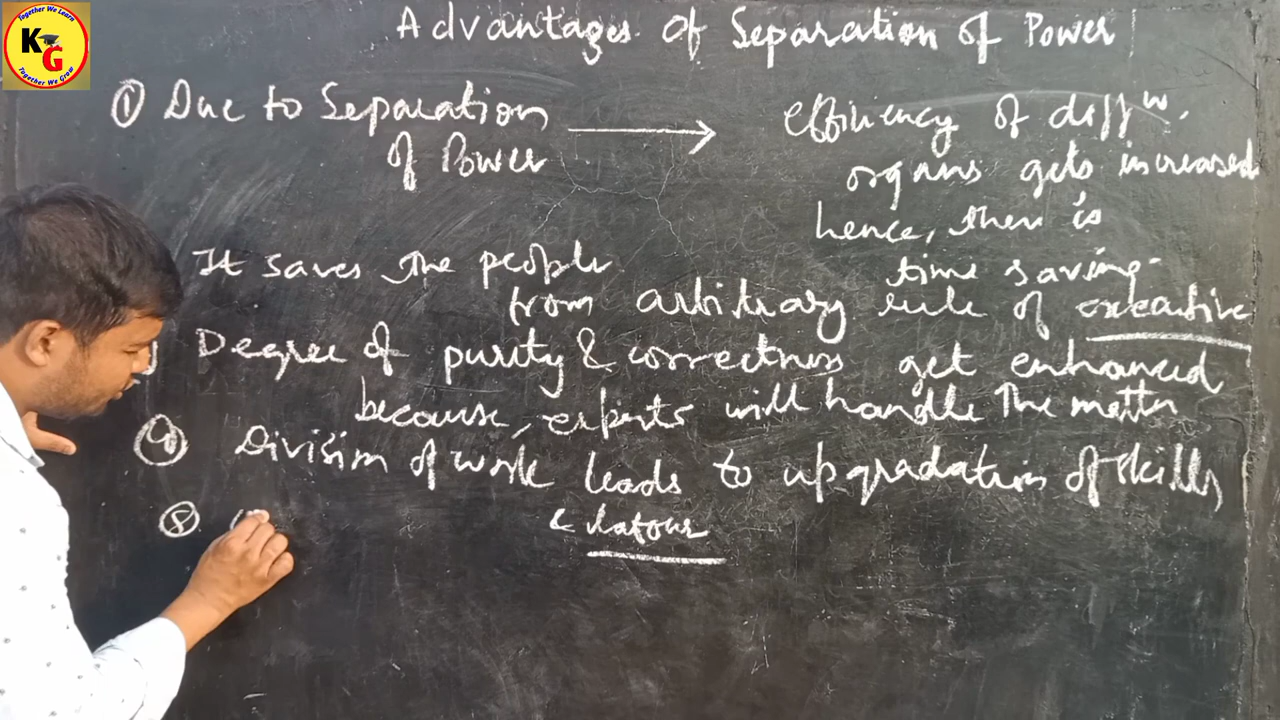 Together We Learn
KG
Together We Grow
Advantages of Separation of Power
① Due to Separation of Power → efficiency of diffn. organs gets increased
hence, then is
time saving.
It saves the people
from arbitrary rule of executive
Degree of purity & correctness get enhanced
because, experts will handle the matter
④ Division of work leads to upgradation of skills
& labour
⑤